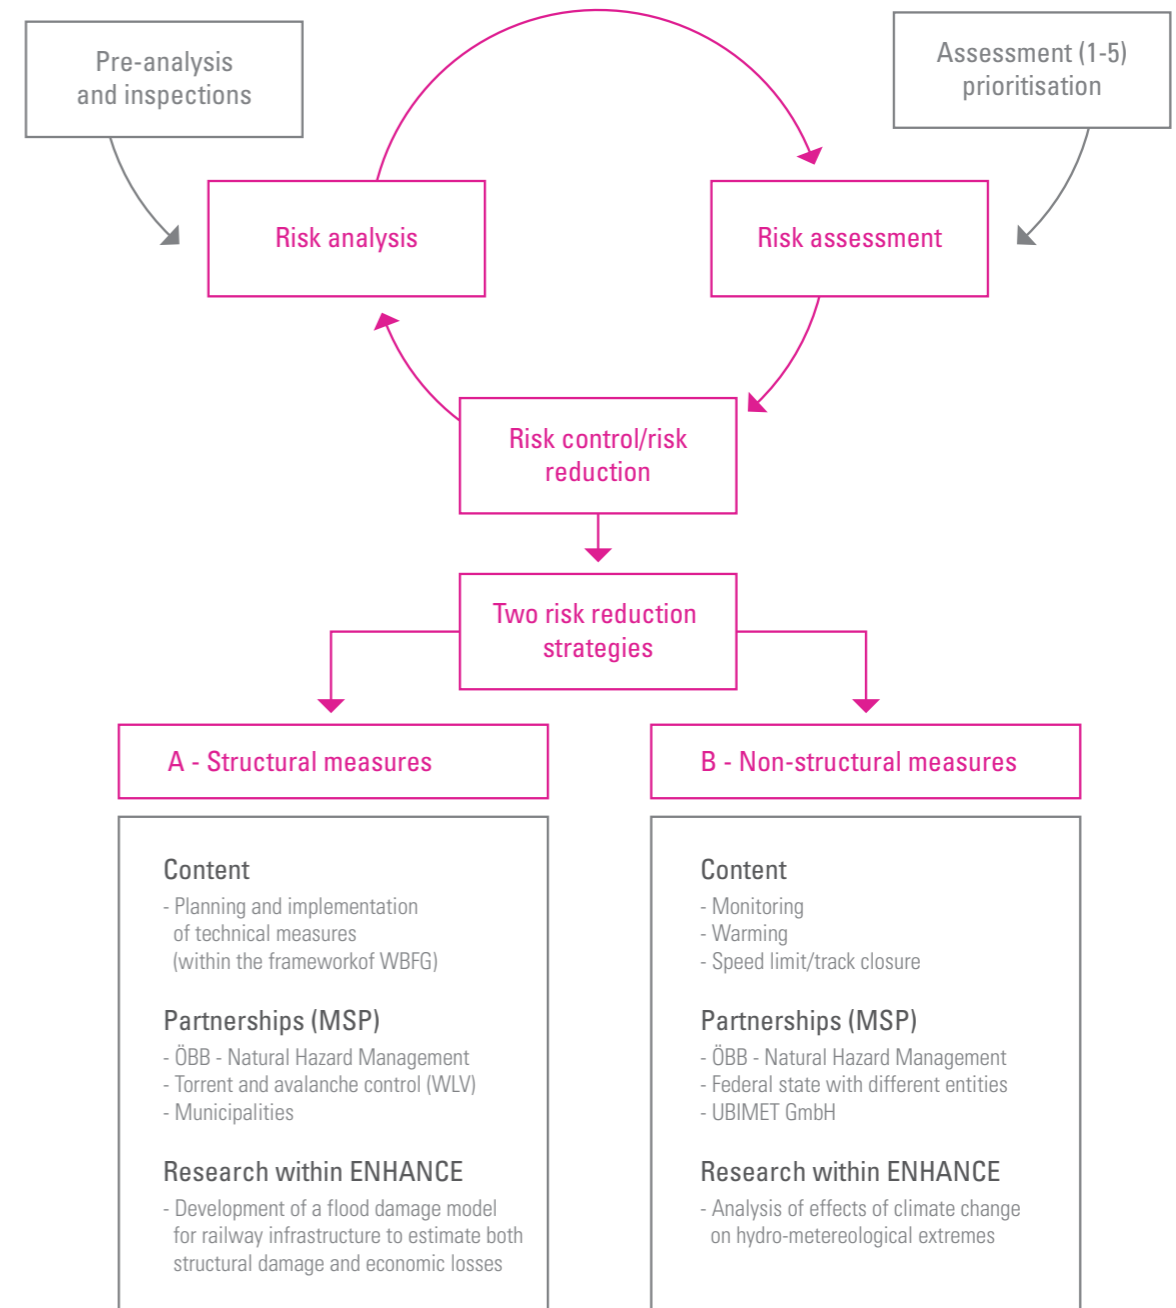 Pre-analysis
and inspections
Assessment (1-5)
prioritisation
Risk analysis
Risk assessment
Risk control/risk
reduction
Two risk reduction
strategies
A - Structural measures
Content
- Planning and implementation
of technical measures
(within the frameworkof WBFG)
Partnerships (MSP)
- ÖBB - Natural Hazard Management
- Torrent and avalanche control (WLV)
- Municipalities
Research within ENHANCE
- Development of a flood damage model
for railway infrastructure to estimate both
structural damage and economic losses
B - Non-structural measures
Content
- Monitoring
- Warming
- Speed limit/track closure
Partnerships (MSP)
- ÖBB - Natural Hazard Management
- Federal state with different entities
- UBIMET GmbH
Research within ENHANCE
- Analysis of effects of climate change
on hydro-metereological extremes